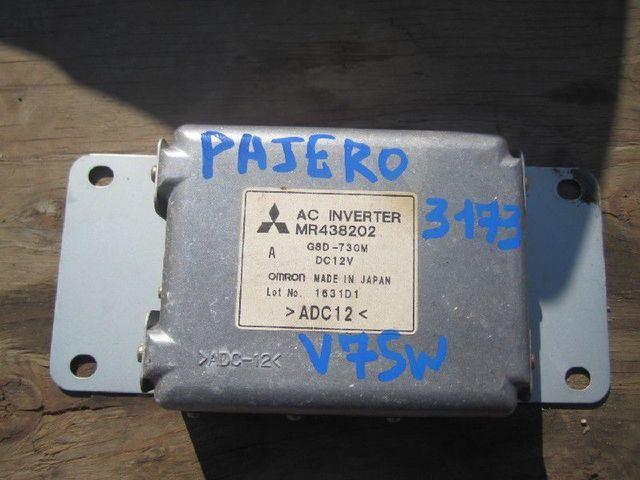 PAJERO
3173
AC INVERTER
MR438202
A G8D-730M
DC12V
OMRON MADE IN JAPAN
Lot No. 1631D1
>ADC12<
>ADC-12<
V75W